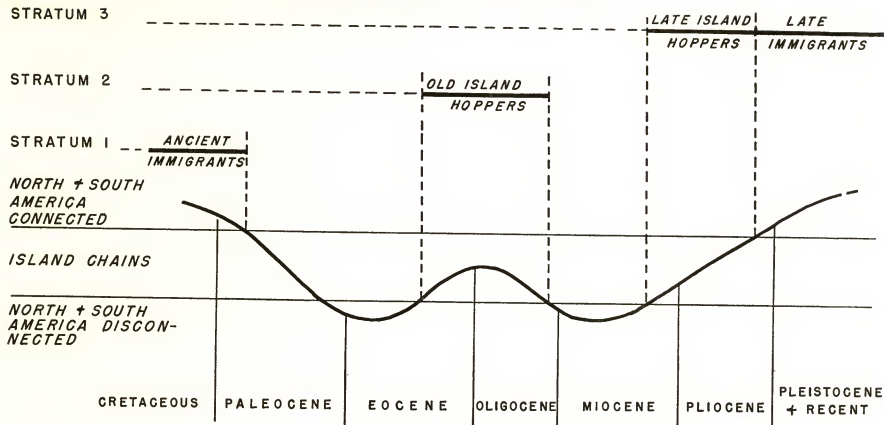 STRATUM 3
LATE ISLAND
HOPPERS
LATE
IMMIGRANTS
STRATUM 2
OLD ISLAND
HOPPERS
STRATUM 1
ANCIENT
IMMIGRANTS
NORTH + SOUTH
AMERICA
CONNECTED
ISLAND CHAINS
NORTH + SOUTH
AMERICA DISCON-
NECTED
CRETACEOUS
PALEOCENE
EOCENE
OLIGOCENE
MIOCENE
PLIOCENE
PLEISTOCENE
+ RECENT